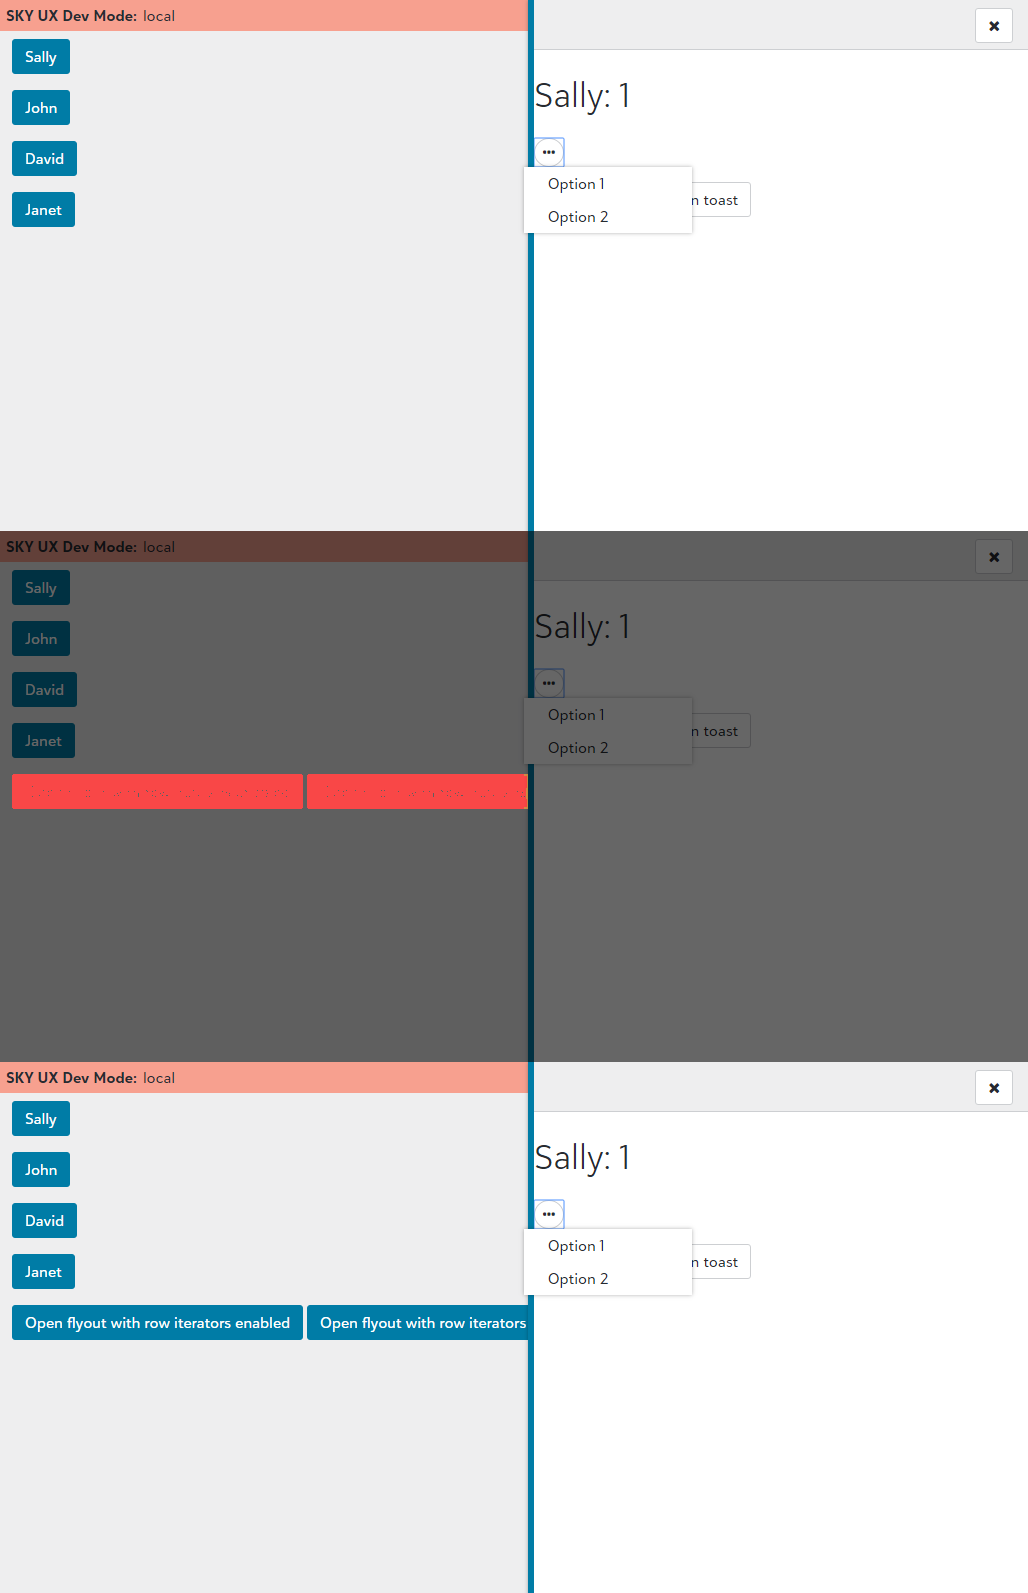 SKY UX Dev Mode: local
Sally
John
David
Janet
Sally: 1
Option 1
Option 2
n toast
SKY UX Dev Mode: local
Sally
John
David
Janet
Sally: 1
Option 1
Option 2
n toast
SKY UX Dev Mode: local
Sally
John
David
Janet
Open flyout with row iterators enabled
Open flyout with row iterators
Sally: 1
Option 1
Option 2
n toast